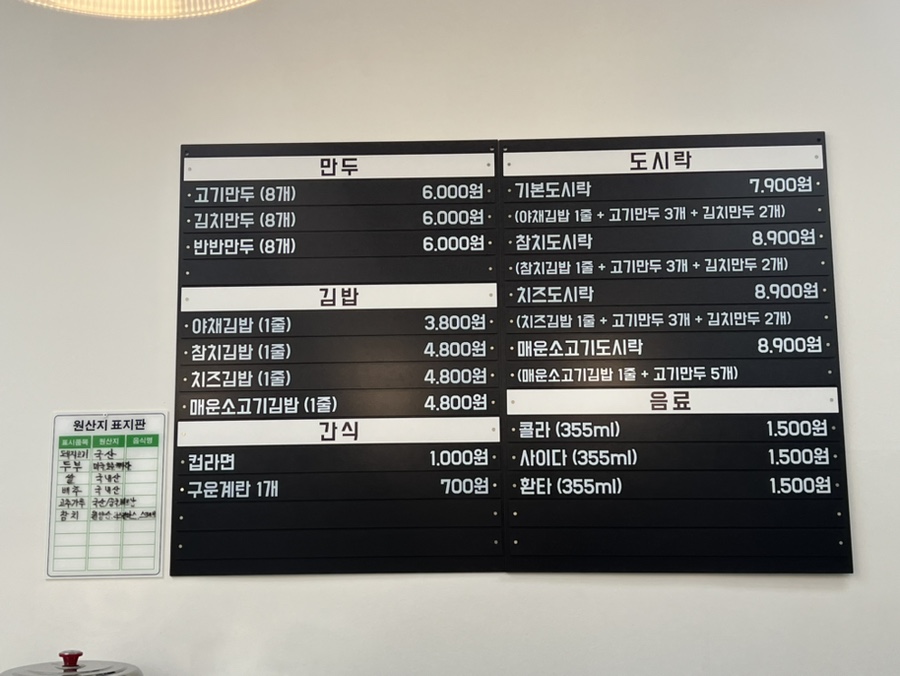 만두
고기만두 (8개) 6.000원
김치만두 (8개) 6.000원
반반만두 (8개) 6.000원
김밥
야채김밥 (1줄) 3.800원
참치김밥 (1줄) 4.800원
치즈김밥 (1줄) 4.800원
매운소고기김밥 (1줄) 4.800원
간식
컵라면 1.000원
구운계란 1개 700원
도시락
기본도시락 7.900원
(야채김밥 1줄 + 고기만두 3개 + 김치만두 2개)
참치도시락 8.900원
(참치김밥 1줄 + 고기만두 3개 + 김치만두 2개)
치즈도시락 8.900원
(치즈김밥 1줄 + 고기만두 3개 + 김치만두 2개)
매운소고기도시락 8.900원
(매운소고기김밥 1줄 + 고기만두 5개)
음료
콜라 (355ml) 1.500원
사이다 (355ml) 1.500원
환타 (355ml) 1.500원
원산지 표지판
표시품목 원산지 음식명
돼지고기 국산
두부
쌀 국내산
배추 국내산
고추가루
참치 원양산